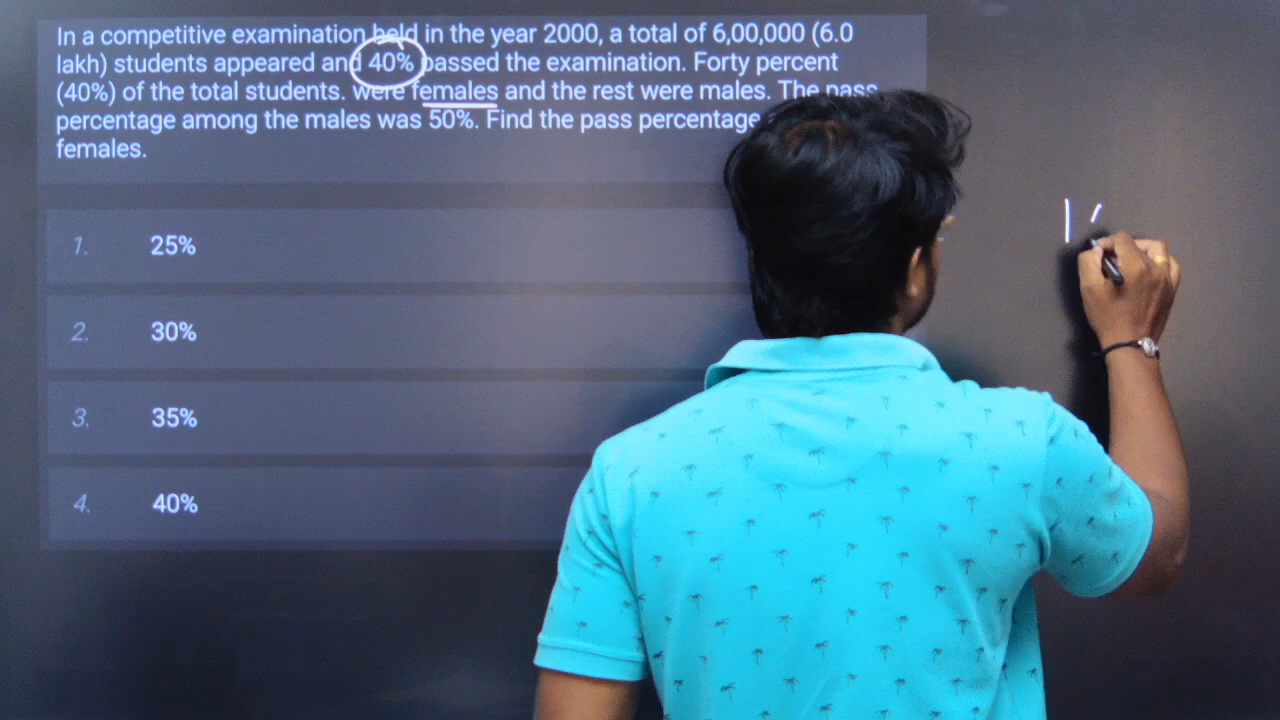 In a competitive examination held in the year 2000, a total of 6,00,000 (6.0
lakh) students appeared and 40% passed the examination. Forty percent
(40%) of the total students. were females and the rest were males. The pass
percentage among the males was 50%. Find the pass percentage
females.
1. 25%
2. 30%
3. 35%
4. 40%